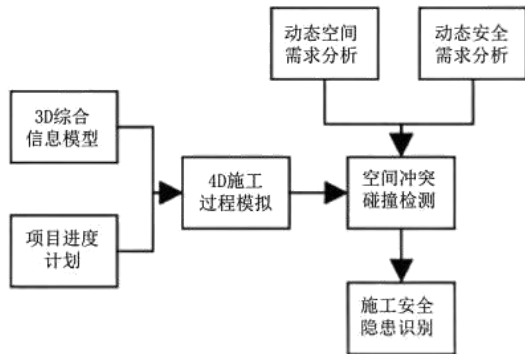 动态空间
需求分析
动态安全
需求分析
3D综合
信息模型
4D施工
过程模拟
空间冲突
碰撞检测
项目进度
计划
施工安全
隐患识别